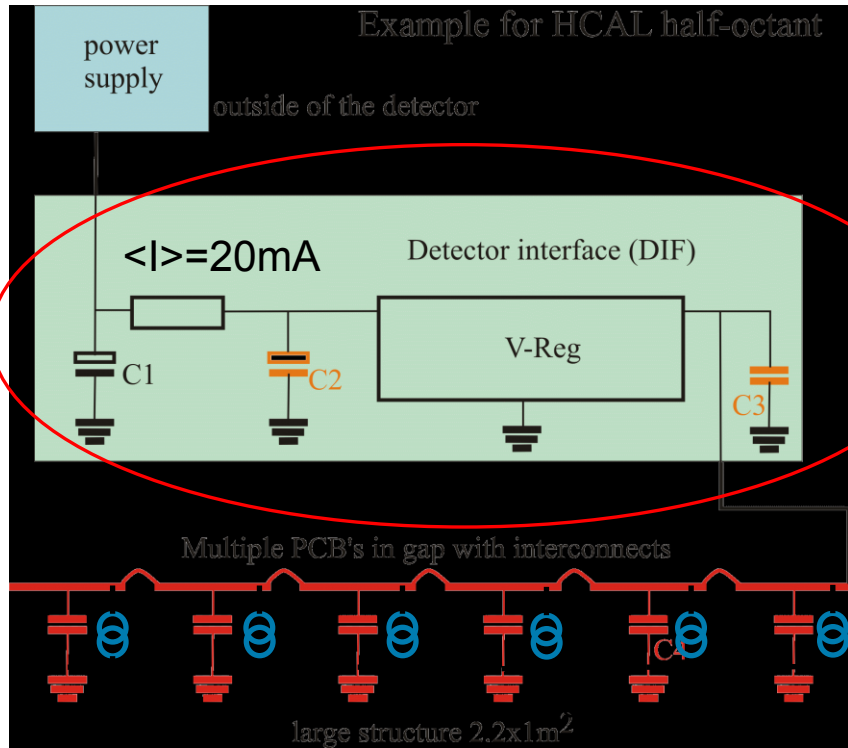 Example for HCAL half-octant
power
supply
outside of the detector
<I>=20mA
Detector interface (DIF)
V-Reg
C1
C2
C3
Multiple PCB's in gap with interconnects
C4
large structure 2.2x1m²